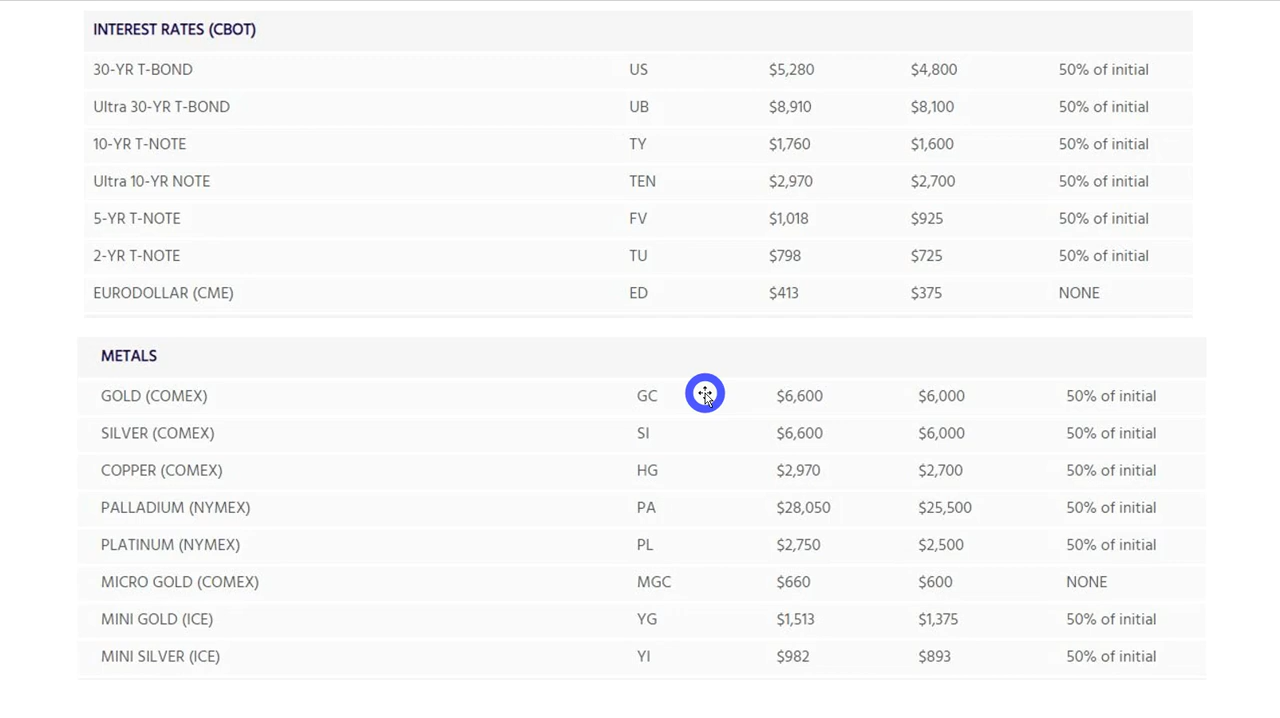 INTEREST RATES (CBOT)
30-YR T-BOND US $5,280 $4,800 50% of initial
Ultra 30-YR T-BOND UB $8,910 $8,100 50% of initial
10-YR T-NOTE TY $1,760 $1,600 50% of initial
Ultra 10-YR NOTE TEN $2,970 $2,700 50% of initial
5-YR T-NOTE FV $1,018 $925 50% of initial
2-YR T-NOTE TU $798 $725 50% of initial
EURODOLLAR (CME) ED $413 $375 NONE
METALS
GOLD (COMEX) GC $6,600 $6,000 50% of initial
SILVER (COMEX) SI $6,600 $6,000 50% of initial
COPPER (COMEX) HG $2,970 $2,700 50% of initial
PALLADIUM (NYMEX) PA $28,050 $25,500 50% of initial
PLATINUM (NYMEX) PL $2,750 $2,500 50% of initial
MICRO GOLD (COMEX) MGC $660 $600 NONE
MINI GOLD (ICE) YG $1,513 $1,375 50% of initial
MINI SILVER (ICE) YI $982 $893 50% of initial